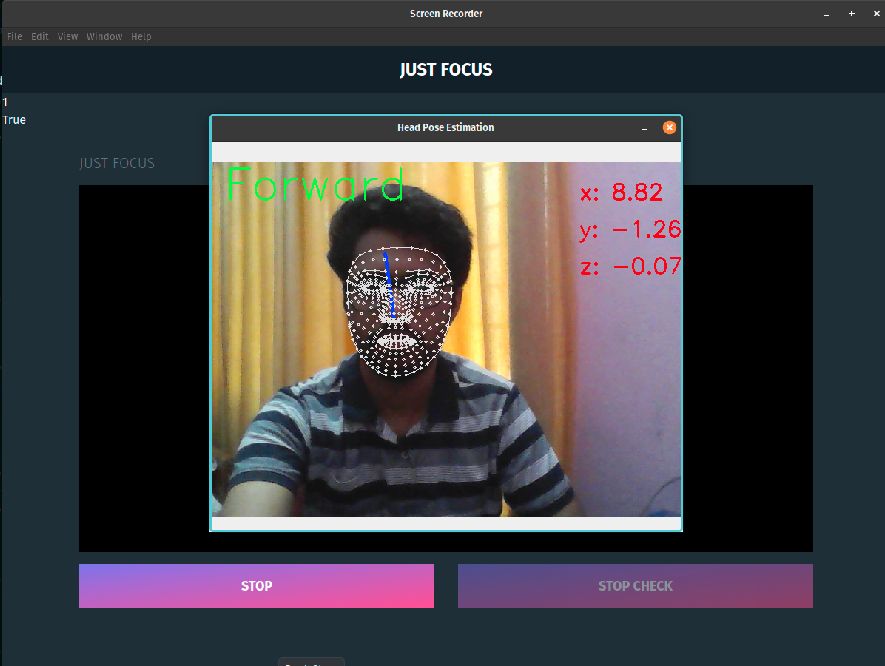 Screen Recorder
File Edit View Window Help
JUST FOCUS
1
True
Head Pose Estimation
JUST FOCUS
Forward
x: 8.82
y: -1.26
z: -0.07
STOP
STOP CHECK